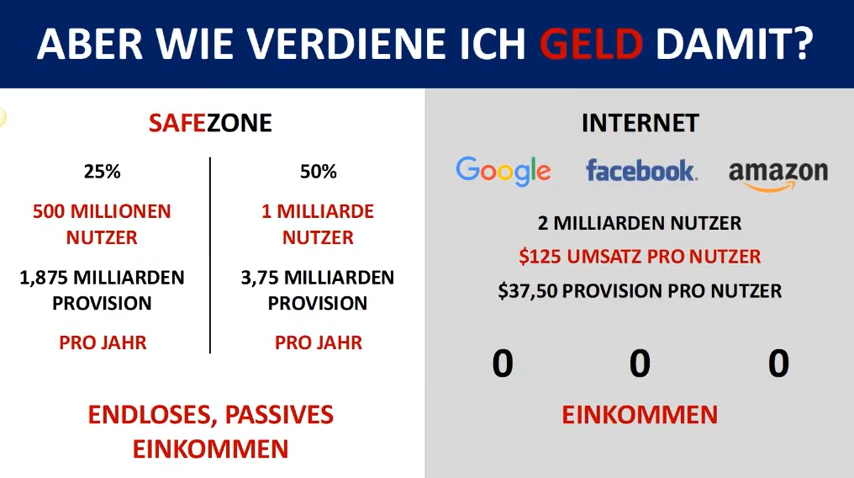 ABER WIE VERDIENE ICH GELD DAMIT?
SAFEZONE
25%
500 MILLIONEN
NUTZER
1,875 MILLIARDEN
PROVISION
PRO JAHR
50%
1 MILLIARDE
NUTZER
3,75 MILLIARDEN
PROVISION
PRO JAHR
ENDLOSES, PASSIVES
EINKOMMEN
INTERNET
Google facebook. amazon
2 MILLIARDEN NUTZER
$125 UMSATZ PRO NUTZER
$37,50 PROVISION PRO NUTZER
0 0 0
EINKOMMEN